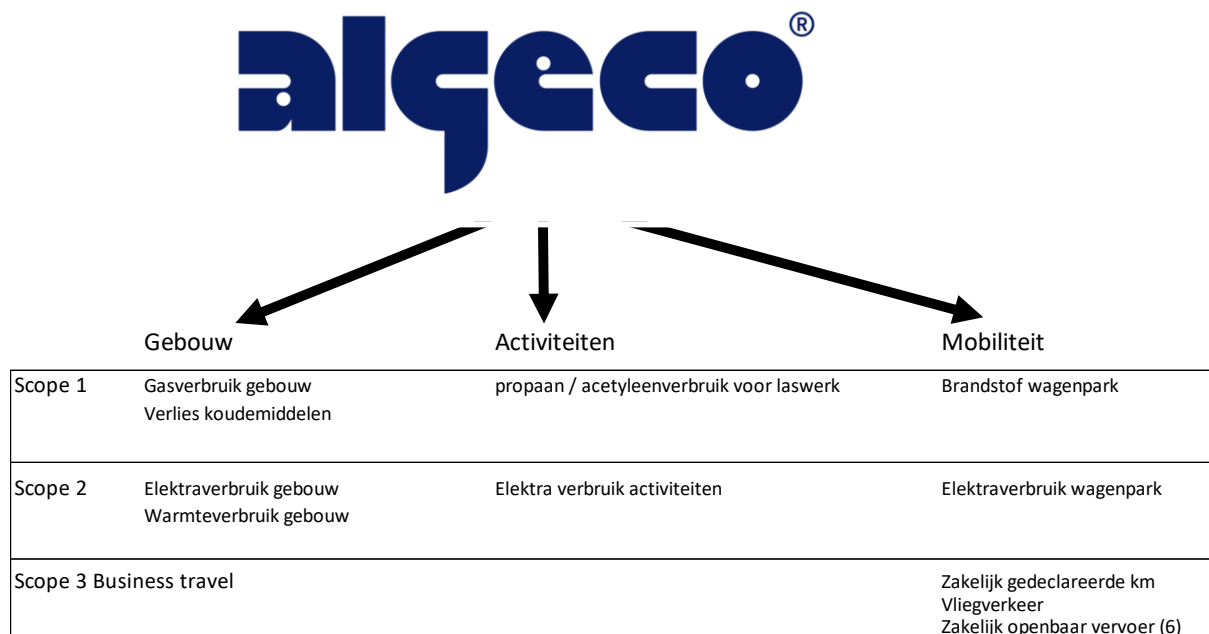 algeco®
Gebouw Activiteiten Mobiliteit
Scope 1 Gasverbruik gebouw propaan / acetyleenverbruik voor laswerk Brandstof wagenpark
Verlies koudemiddelen
Scope 2 Elektraverbruik gebouw Elektra verbruik activiteiten Elektraverbruik wagenpark
Warmteverbruik gebouw
Scope 3 Business travel Zakelijk gedeclareerde km
Vliegverkeer
Zakelijk openbaar vervoer (6)